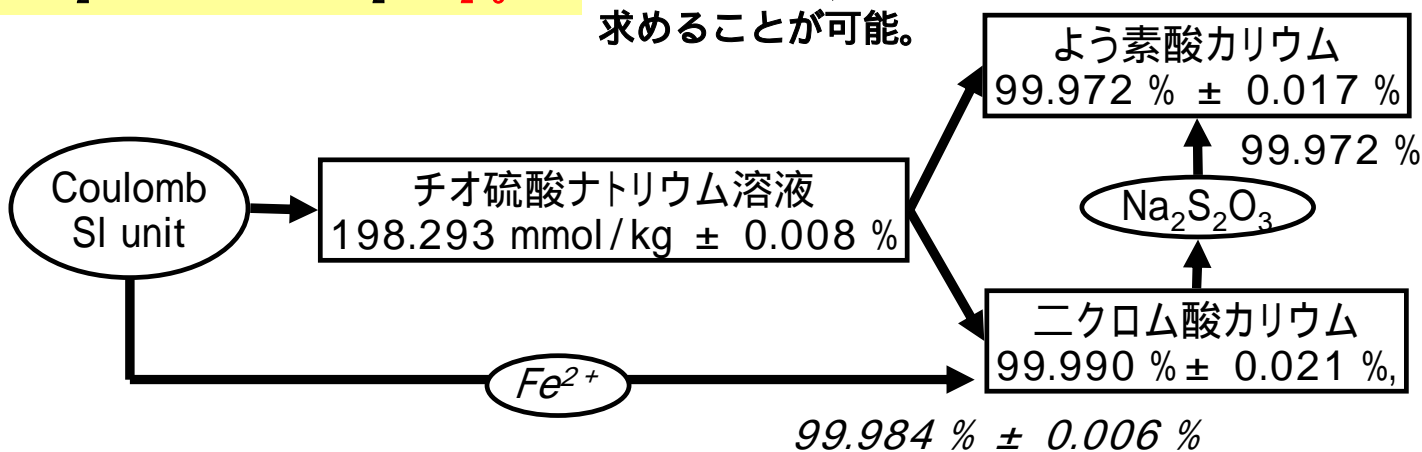 求めることが可能。
よう素酸カリウム
99.972 % ± 0.017 %
99.972 %
Coulomb
SI unit
チオ硫酸ナトリウム溶液
198.293 mmol/kg ± 0.008 %
Na₂S₂O₃
二クロム酸カリウム
99.990 % ± 0.021 %,
Fe²⁺
99.984 % ± 0.006 %